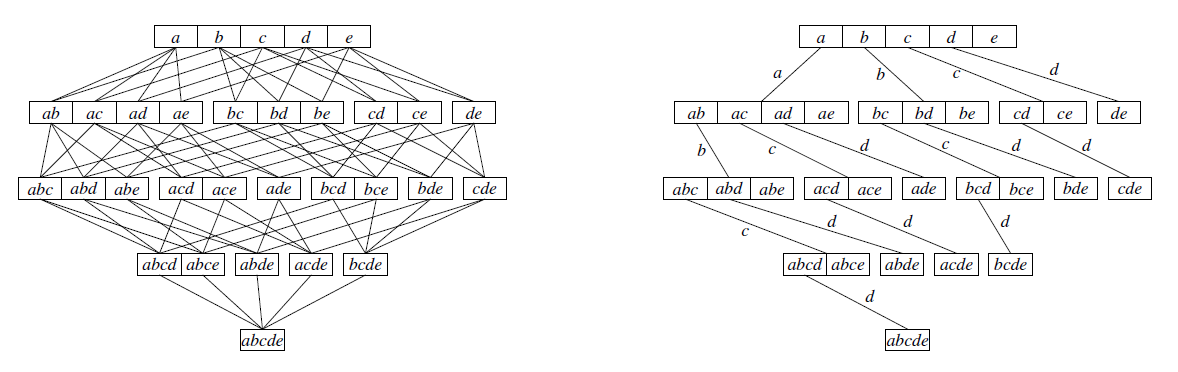 a b c d e
ab ac ad ae bc bd be cd ce de
abc abd abe acd ace ade bcd bce bde cde
abcd abce abde acde bcde
abcde
a b c d e
a b c d
ab ac ad ae bc bd be cd ce de
b c d c d d
abc abd abe acd ace ade bcd bce bde cde
c d d d
abcd abce abde acde bcde
d
abcde